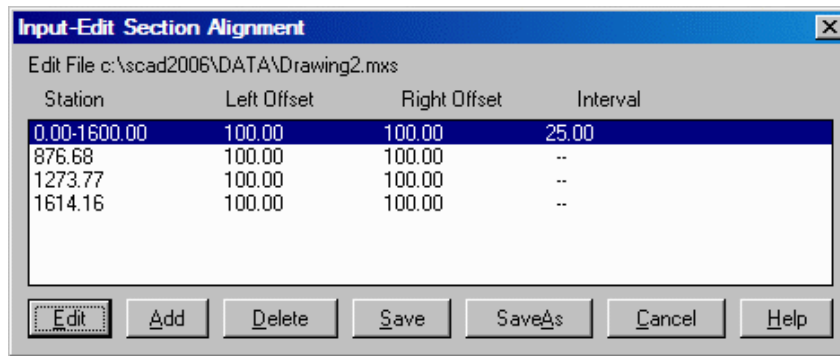 Input-Edit Section Alignment
Edit File c:\scad2006\DATA\Drawing2.mxs
Station Left Offset Right Offset Interval
0.00-1600.00 100.00 100.00 25.00
876.68 100.00 100.00 --
1273.77 100.00 100.00 --
1614.16 100.00 100.00 --
Edit Add Delete Save SaveAs Cancel Help